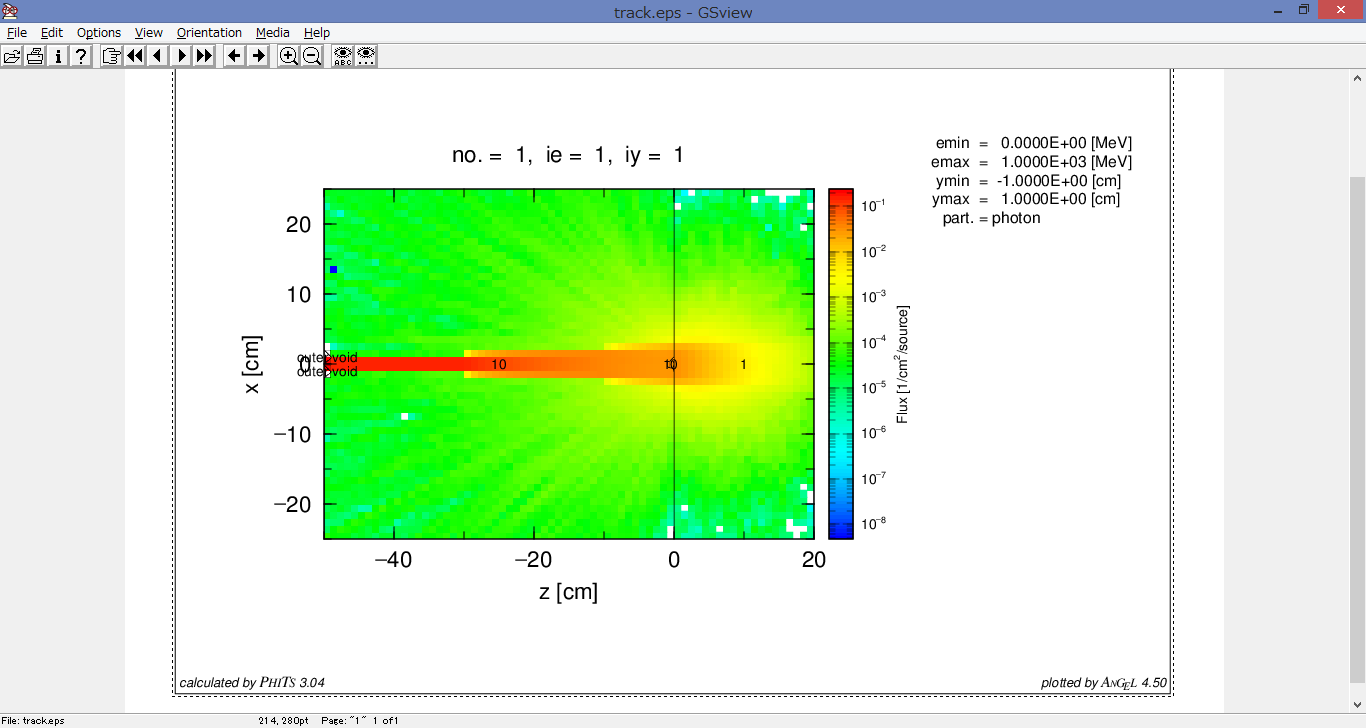 track.eps - GSview
File Edit Options View Orientation Media Help
no. = 1, ie = 1, iy = 1
emin = 0.0000E+00 [MeV]
emax = 1.0000E+03 [MeV]
ymin = -1.0000E+00 [cm]
ymax = 1.0000E+00 [cm]
part. = photon
20
10
0
−10
−20
x [cm]
outer void
outer void
10
1
−40
−20
0
20
z [cm]
10⁻¹
10⁻²
10⁻³
10⁻⁴
10⁻⁵
10⁻⁶
10⁻⁷
10⁻⁸
Flux [1/cm²/source]
calculated by PHITS 3.04
plotted by ANGEL 4.50
File: track.eps 214, 280pt Page: "1" 1 of 1